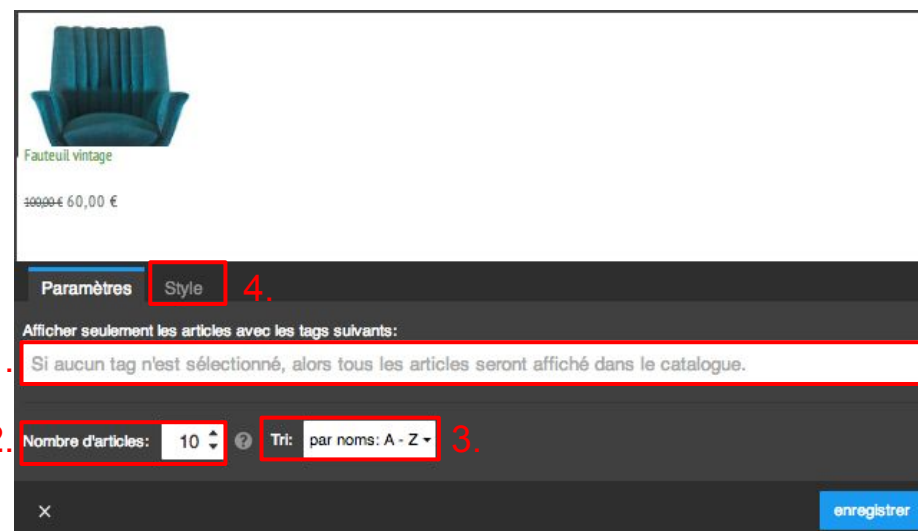 Fauteuil vintage
100,00 € 60,00 €
Paramètres Style 4.
Afficher seulement les articles avec les tags suivants:
Si aucun tag n'est sélectionné, alors tous les articles seront affiché dans le catalogue.
2. Nombre d'articles: 10 ? Tri: par noms: A - Z 3.
× enregistrer